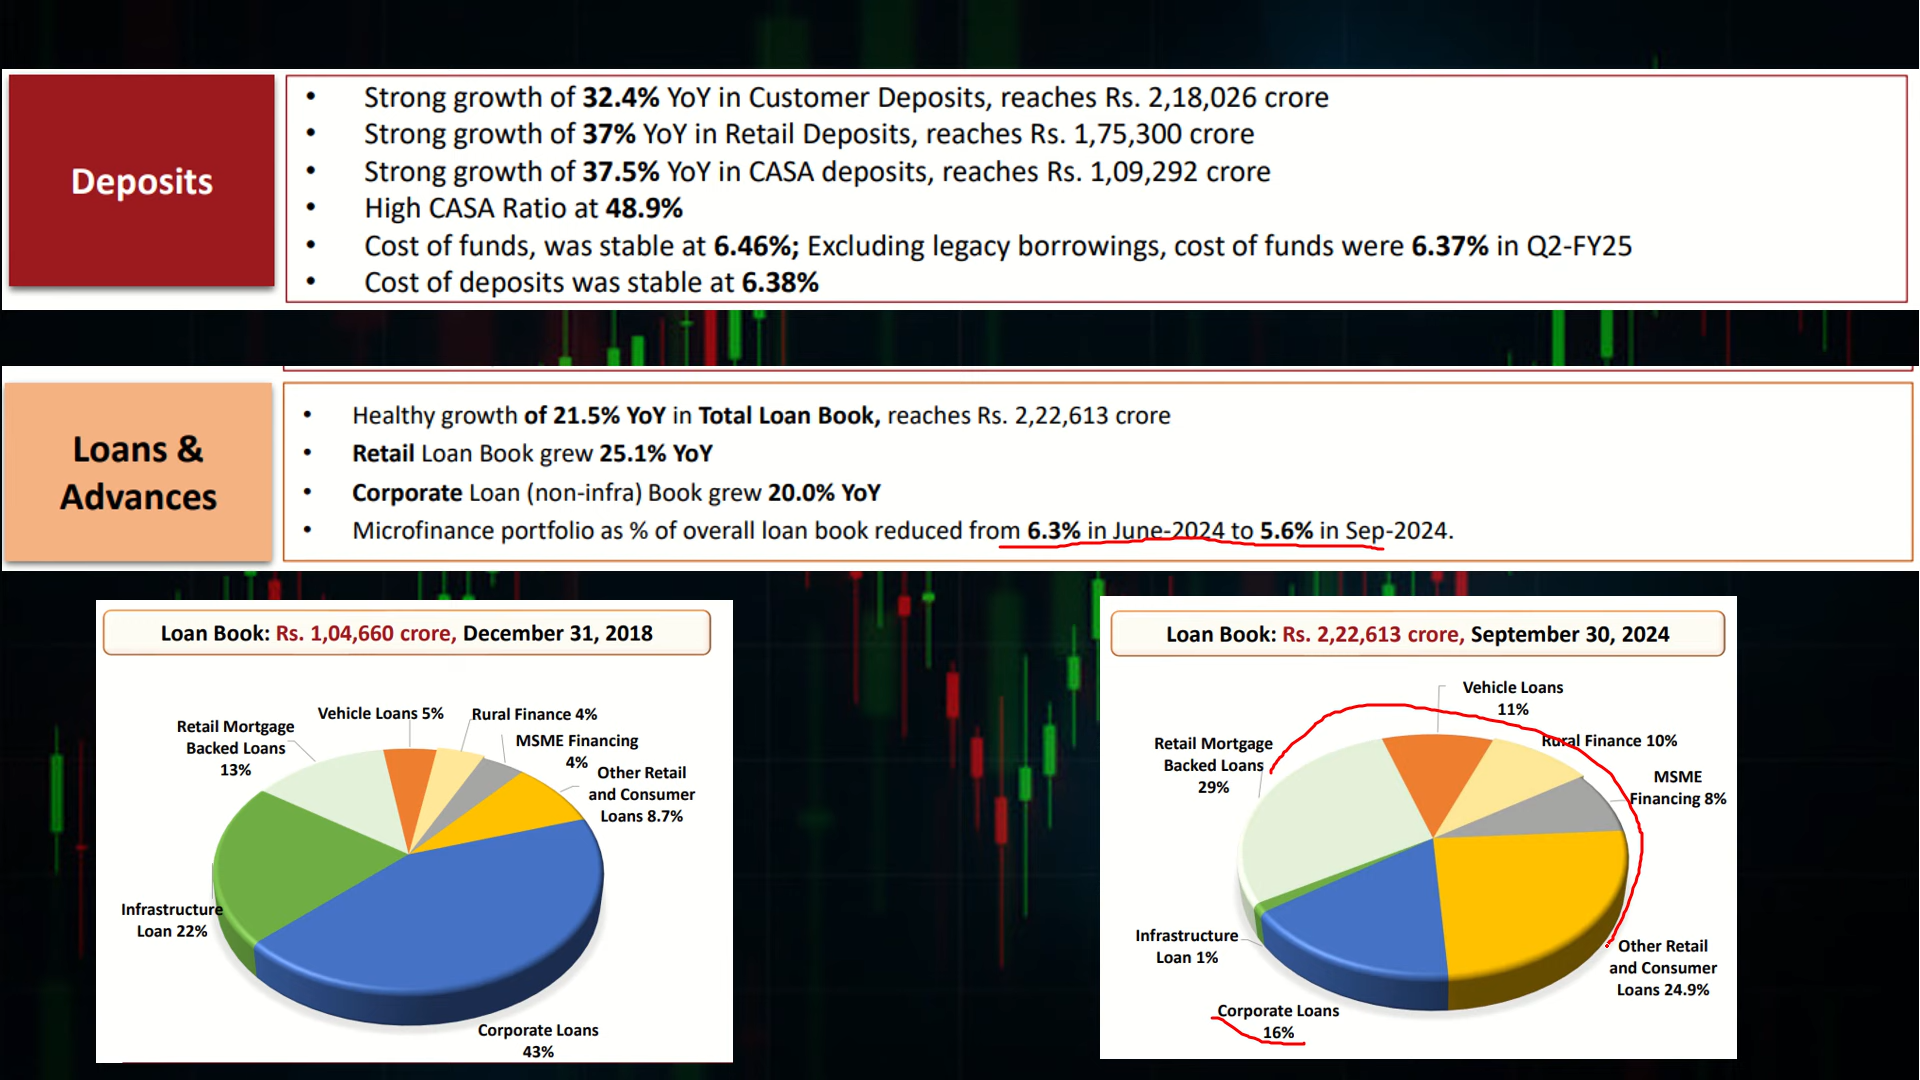 Deposits
• Strong growth of 32.4% YoY in Customer Deposits, reaches Rs. 2,18,026 crore
• Strong growth of 37% YoY in Retail Deposits, reaches Rs. 1,75,300 crore
• Strong growth of 37.5% YoY in CASA deposits, reaches Rs. 1,09,292 crore
• High CASA Ratio at 48.9%
• Cost of funds, was stable at 6.46%; Excluding legacy borrowings, cost of funds were 6.37% in Q2-FY25
• Cost of deposits was stable at 6.38%
Loans &
Advances
• Healthy growth of 21.5% YoY in Total Loan Book, reaches Rs. 2,22,613 crore
• Retail Loan Book grew 25.1% YoY
• Corporate Loan (non-infra) Book grew 20.0% YoY
• Microfinance portfolio as % of overall loan book reduced from 6.3% in June-2024 to 5.6% in Sep-2024.
Loan Book: Rs. 1,04,660 crore, December 31, 2018
Retail Mortgage
Backed Loans
13%
Vehicle Loans 5%
Rural Finance 4%
MSME Financing
4%
Other Retail
and Consumer
Loans 8.7%
Infrastructure
Loan 22%
Corporate Loans
43%
Loan Book: Rs. 2,22,613 crore, September 30, 2024
Vehicle Loans
11%
Retail Mortgage
Backed Loans
29%
Rural Finance 10%
MSME
Financing 8%
Infrastructure
Loan 1%
Other Retail
and Consumer
Loans 24.9%
Corporate Loans
16%